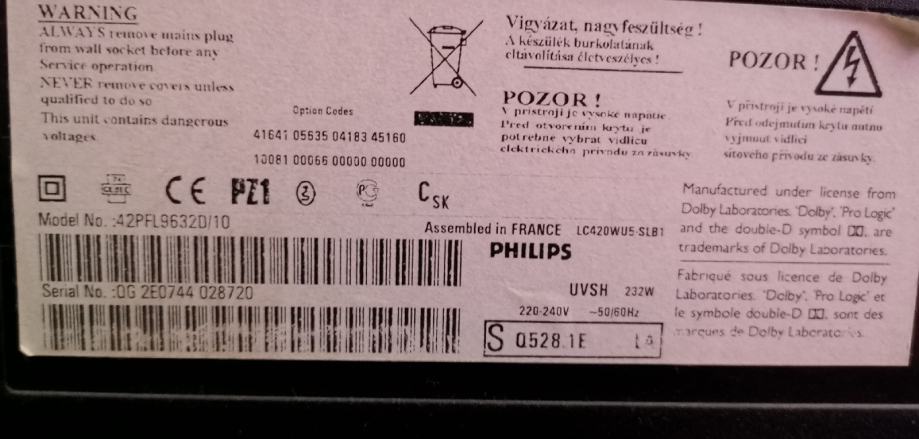 WARNING
ALWAYS remove mains plug
from wall socket before any
Service operation
NEVER remove covers unless
qualified to do so
This unit contains dangerous
voltages
Option Codes
41641 05635 04183 45160
10081 00066 00000 00000
Vigyázat, nagyfeszültség !
A készülék burkolatának
eltávolítása életveszélyes !
POZOR !
V přístroji je vysoké napätie
Pred otvorením krytu je
potrebné vybrat vidlicu
elektrického prívodu zo zásuvky
POZOR !
V přístroji je vysoké napětí
Před odejmutím krytu nutno
vyjmout vidlici
síťového přívodu ze zásuvky.
CE PZ1 C SK
Model No. :42PFL9632D/10
Assembled in FRANCE LC420WU5-SLB1
PHILIPS
Serial No. :0G 2E0744 028720
UVSH 232W
220-240V ~50/60Hz
S Q528.1E LA
Manufactured under license from
Dolby Laboratories. "Dolby", "Pro Logic"
and the double-D symbol are
trademarks of Dolby Laboratories.
Fabriqué sous licence de Dolby
Laboratories. "Dolby", "Pro Logic" et
le symbole double-D , sont des
marques de Dolby Laboratories.